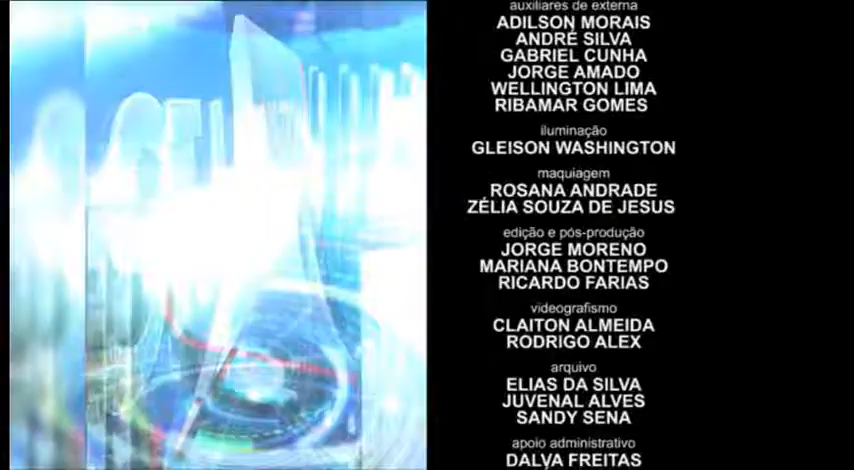 auxiliares de externa
ADILSON MORAIS
ANDRÉ SILVA
GABRIEL CUNHA
JORGE AMADO
WELLINGTON LIMA
RIBAMAR GOMES
iluminação
GLEISON WASHINGTON
maquiagem
ROSANA ANDRADE
ZÉLIA SOUZA DE JESUS
edição e pós-produção
JORGE MORENO
MARIANA BONTEMPO
RICARDO FARIAS
videografismo
CLAITON ALMEIDA
RODRIGO ALEX
arquivo
ELIAS DA SILVA
JUVENAL ALVES
SANDY SENA
apoio administrativo
DALVA FREITAS